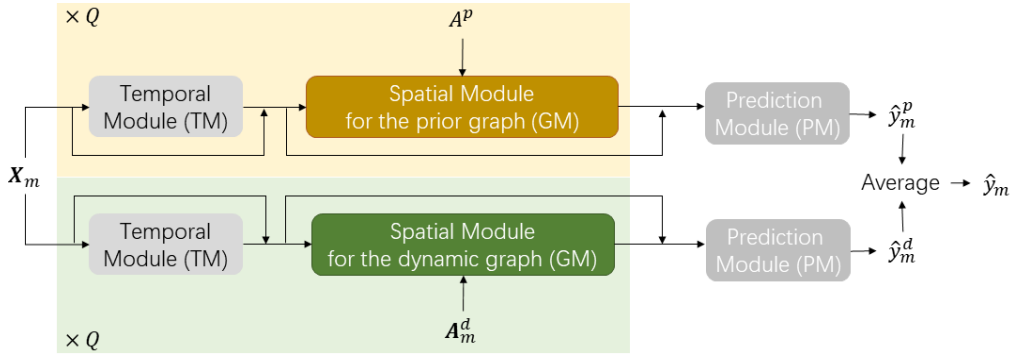 × Q
A^p
Temporal
Module (TM)
Spatial Module
for the prior graph (GM)
Prediction
Module (PM)
ŷ_m^p
X_m
Average
ŷ_m
Temporal
Module (TM)
Spatial Module
for the dynamic graph (GM)
Prediction
Module (PM)
ŷ_m^d
A_m^d
× Q